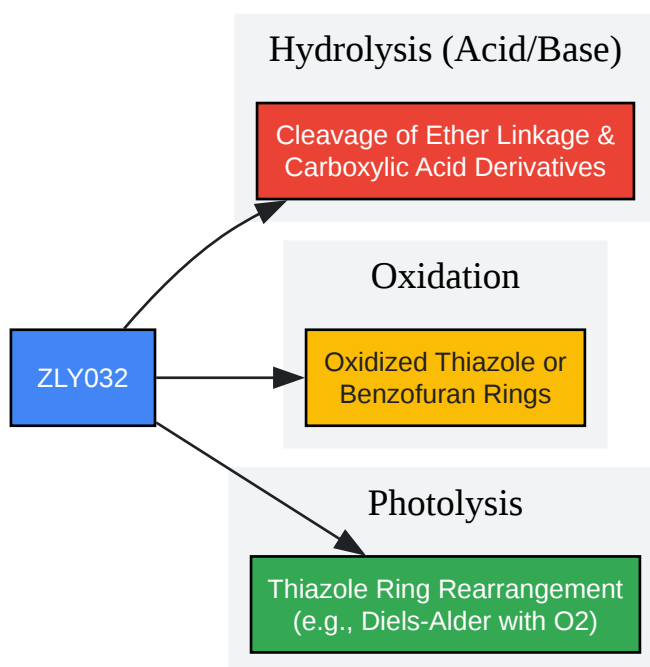 Hydrolysis (Acid/Base)
Cleavage of Ether Linkage &
Carboxylic Acid Derivatives
Oxidation
ZLY032
Oxidized Thiazole or
Benzofuran Rings
Photolysis
Thiazole Ring Rearrangement
(e.g., Diels-Alder with O2)